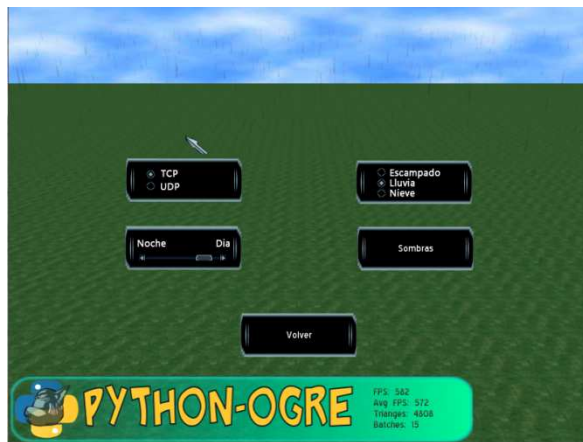 TCP
UDP
Escampado
Lluvia
Nieve
Noche Dia
Sombras
Volver
PYTHON-OGRE
FPS: 582
Avg FPS: 572
Trianges: 4808
Batches: 15